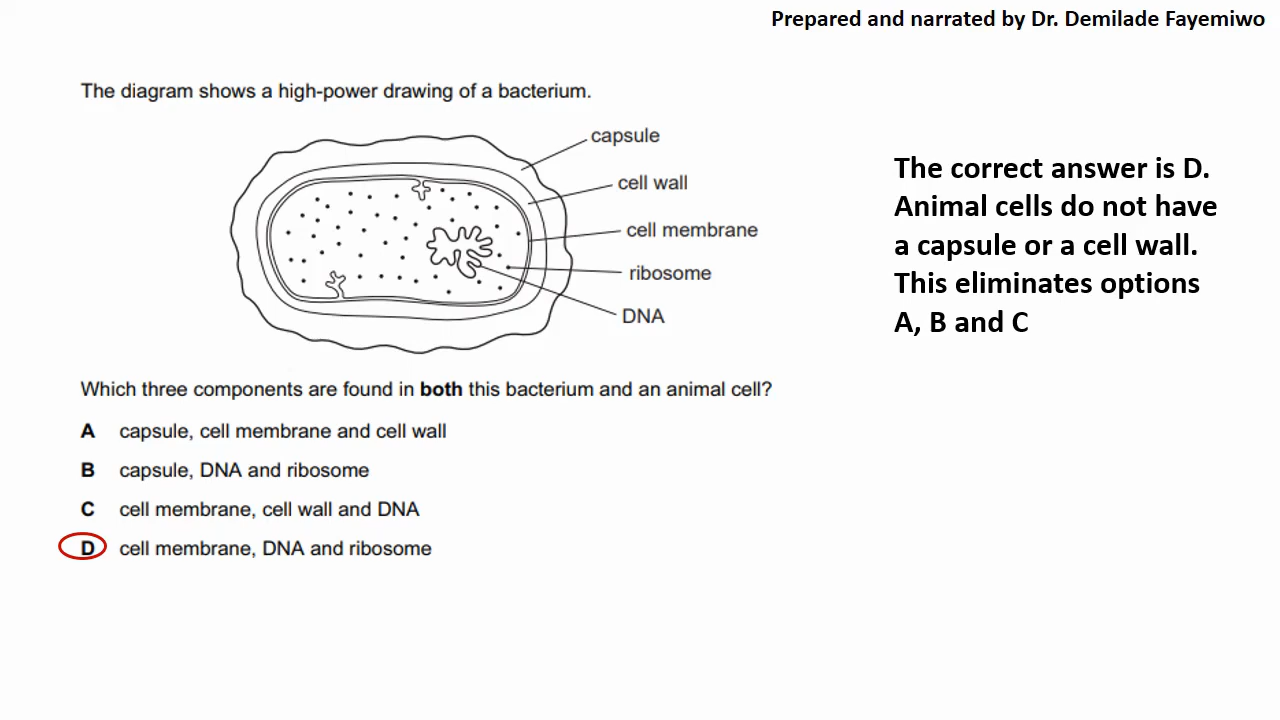 Prepared and narrated by Dr. Demilade Fayemiwo
The diagram shows a high-power drawing of a bacterium.
capsule
cell wall
cell membrane
ribosome
DNA
The correct answer is D.
Animal cells do not have
a capsule or a cell wall.
This eliminates options
A, B and C
Which three components are found in both this bacterium and an animal cell?
A capsule, cell membrane and cell wall
B capsule, DNA and ribosome
C cell membrane, cell wall and DNA
D cell membrane, DNA and ribosome